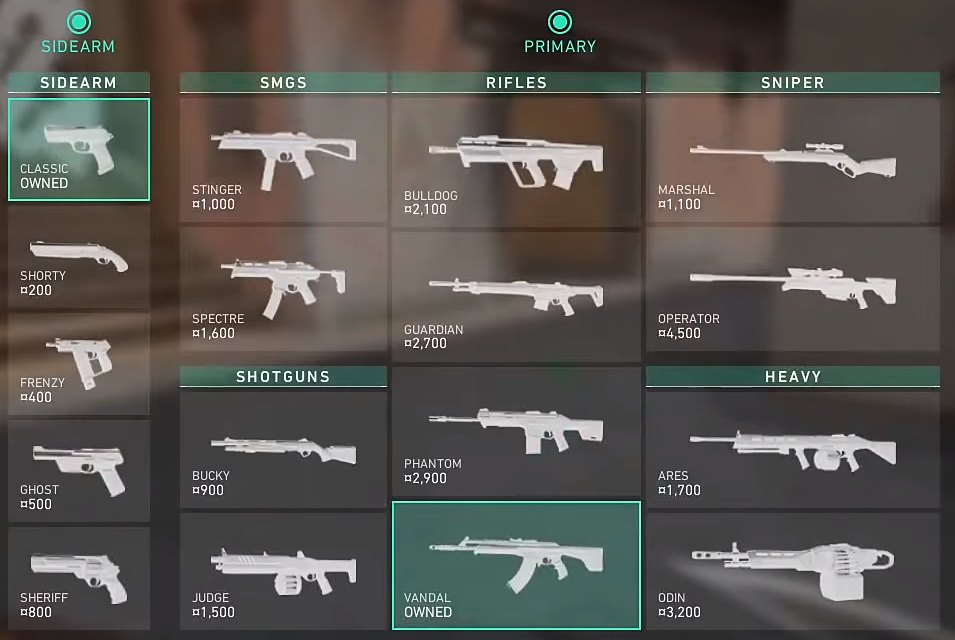 SIDEARM
PRIMARY
SIDEARM
CLASSIC
OWNED
SHORTY
¤200
FRENZY
¤400
GHOST
¤500
SHERIFF
¤800
SMGS
STINGER
¤1,000
SPECTRE
¤1,600
SHOTGUNS
BUCKY
¤900
JUDGE
¤1,500
RIFLES
BULLDOG
¤2,100
GUARDIAN
¤2,700
PHANTOM
¤2,900
VANDAL
OWNED
SNIPER
MARSHAL
¤1,100
OPERATOR
¤4,500
HEAVY
ARES
¤1,700
ODIN
¤3,200